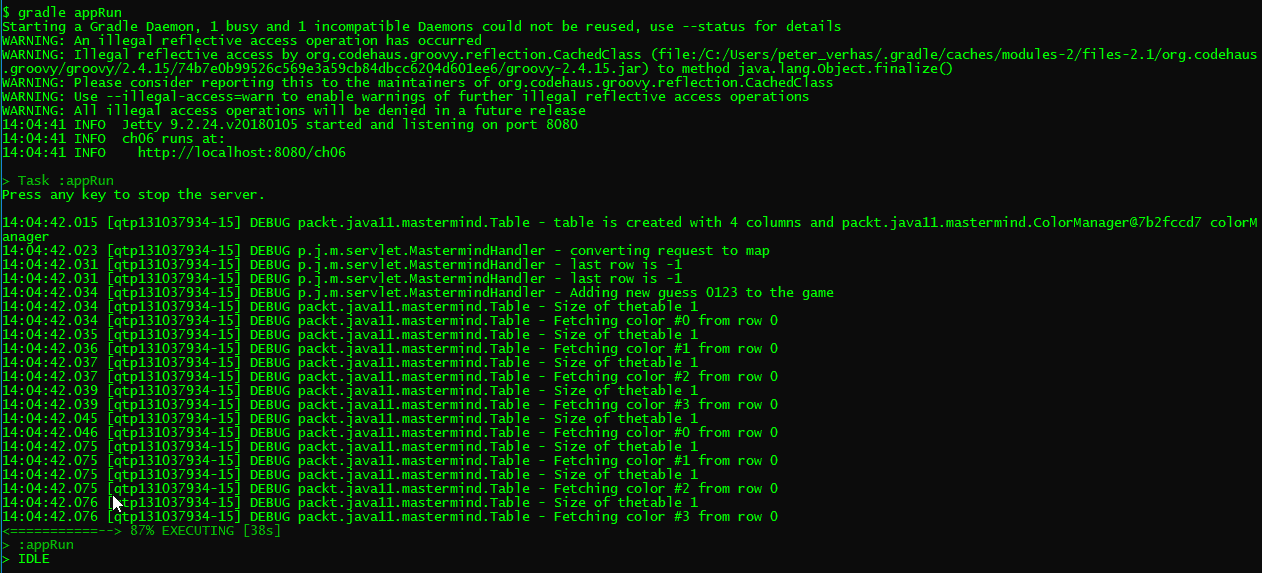 $ gradle appRun
Starting a Gradle Daemon, 1 busy and 1 incompatible Daemons could not be reused, use --status for details
WARNING: An illegal reflective access operation has occurred
WARNING: Illegal reflective access by org.codehaus.groovy.reflection.CachedClass (file:/C:/Users/peter_verhas/.gradle/caches/modules-2/files-2.1/org.codehaus
.groovy/groovy/2.4.15/74b7e0b99526c569e3a59cb84dbcc6204d601ee6/groovy-2.4.15.jar) to method java.lang.Object.finalize()
WARNING: Please consider reporting this to the maintainers of org.codehaus.groovy.reflection.CachedClass
WARNING: Use --illegal-access=warn to enable warnings of further illegal reflective access operations
WARNING: All illegal access operations will be denied in a future release
14:04:41 INFO  Jetty 9.2.24.v20180105 started and listening on port 8080
14:04:41 INFO  ch06 runs at:
14:04:41 INFO    http://localhost:8080/ch06
> Task :appRun
Press any key to stop the server.
14:04:42.015 [qtp131037934-15] DEBUG packt.java11.mastermind.Table - table is created with 4 columns and packt.java11.mastermind.ColorManager@7b2fccd7 colorM
anager
14:04:42.023 [qtp131037934-15] DEBUG p.j.m.servlet.MastermindHandler - converting request to map
14:04:42.031 [qtp131037934-15] DEBUG p.j.m.servlet.MastermindHandler - last row is -1
14:04:42.031 [qtp131037934-15] DEBUG p.j.m.servlet.MastermindHandler - last row is -1
14:04:42.034 [qtp131037934-15] DEBUG p.j.m.servlet.MastermindHandler - Adding new guess 0123 to the game
14:04:42.034 [qtp131037934-15] DEBUG packt.java11.mastermind.Table - Size of thetable 1
14:04:42.034 [qtp131037934-15] DEBUG packt.java11.mastermind.Table - Fetching color #0 from row 0
14:04:42.035 [qtp131037934-15] DEBUG packt.java11.mastermind.Table - Size of thetable 1
14:04:42.036 [qtp131037934-15] DEBUG packt.java11.mastermind.Table - Fetching color #1 from row 0
14:04:42.037 [qtp131037934-15] DEBUG packt.java11.mastermind.Table - Size of thetable 1
14:04:42.037 [qtp131037934-15] DEBUG packt.java11.mastermind.Table - Fetching color #2 from row 0
14:04:42.039 [qtp131037934-15] DEBUG packt.java11.mastermind.Table - Size of thetable 1
14:04:42.039 [qtp131037934-15] DEBUG packt.java11.mastermind.Table - Fetching color #3 from row 0
14:04:42.045 [qtp131037934-15] DEBUG packt.java11.mastermind.Table - Size of thetable 1
14:04:42.046 [qtp131037934-15] DEBUG packt.java11.mastermind.Table - Fetching color #0 from row 0
14:04:42.075 [qtp131037934-15] DEBUG packt.java11.mastermind.Table - Size of thetable 1
14:04:42.075 [qtp131037934-15] DEBUG packt.java11.mastermind.Table - Fetching color #1 from row 0
14:04:42.075 [qtp131037934-15] DEBUG packt.java11.mastermind.Table - Size of thetable 1
14:04:42.075 [qtp131037934-15] DEBUG packt.java11.mastermind.Table - Fetching color #2 from row 0
14:04:42.076 [qtp131037934-15] DEBUG packt.java11.mastermind.Table - Size of thetable 1
14:04:42.076 [qtp131037934-15] DEBUG packt.java11.mastermind.Table - Fetching color #3 from row 0
<===========--> 87% EXECUTING [38s]
> :appRun
> IDLE